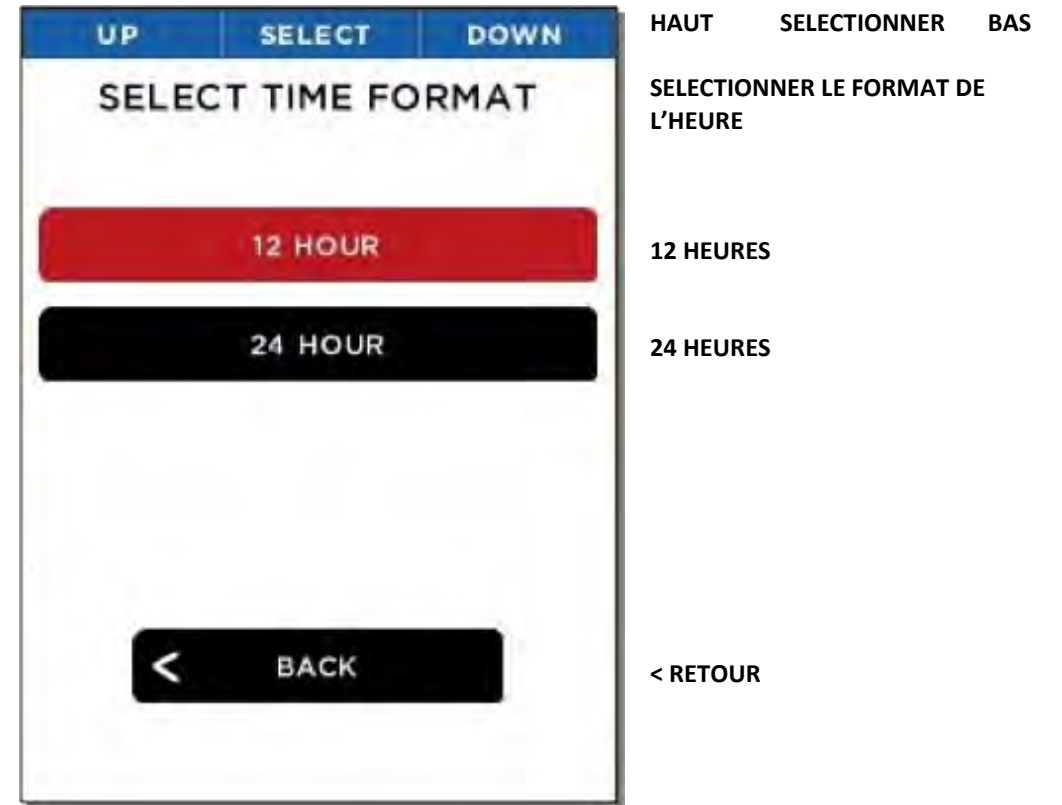 UP SELECT DOWN
SELECT TIME FORMAT
12 HOUR
24 HOUR
< BACK
HAUT SELECTIONNER BAS
SELECTIONNER LE FORMAT DE
L’HEURE
12 HEURES
24 HEURES
< RETOUR